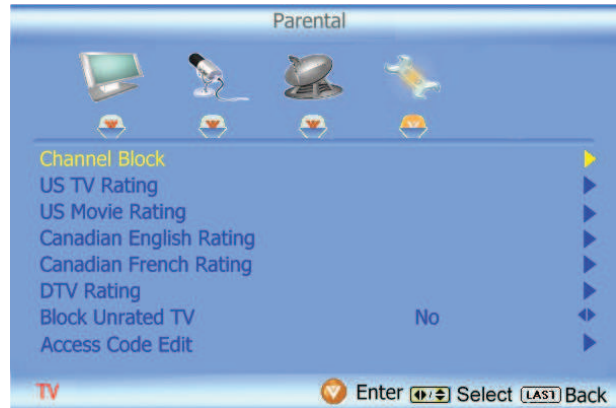 Parental
Channel Block
US TV Rating
US Movie Rating
Canadian English Rating
Canadian French Rating
DTV Rating
Block Unrated TV No
Access Code Edit
TV Enter Select LAST Back